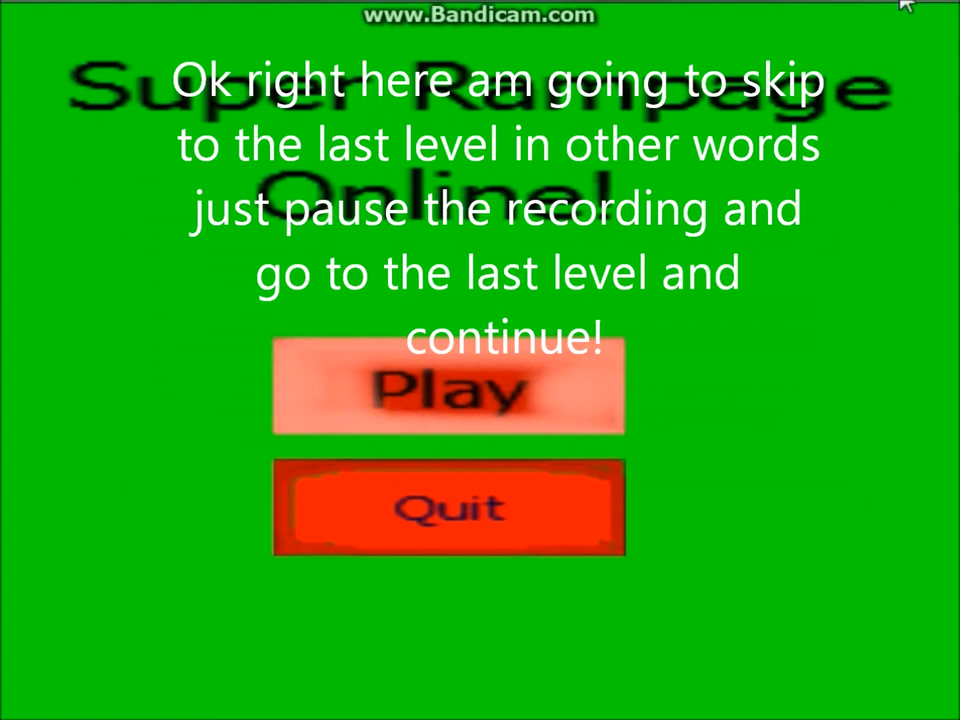 www.Bandicam.com
Super Rampage
Online!
Ok right here am going to skip
to the last level in other words
just pause the recording and
go to the last level and
continue!
Play
Quit